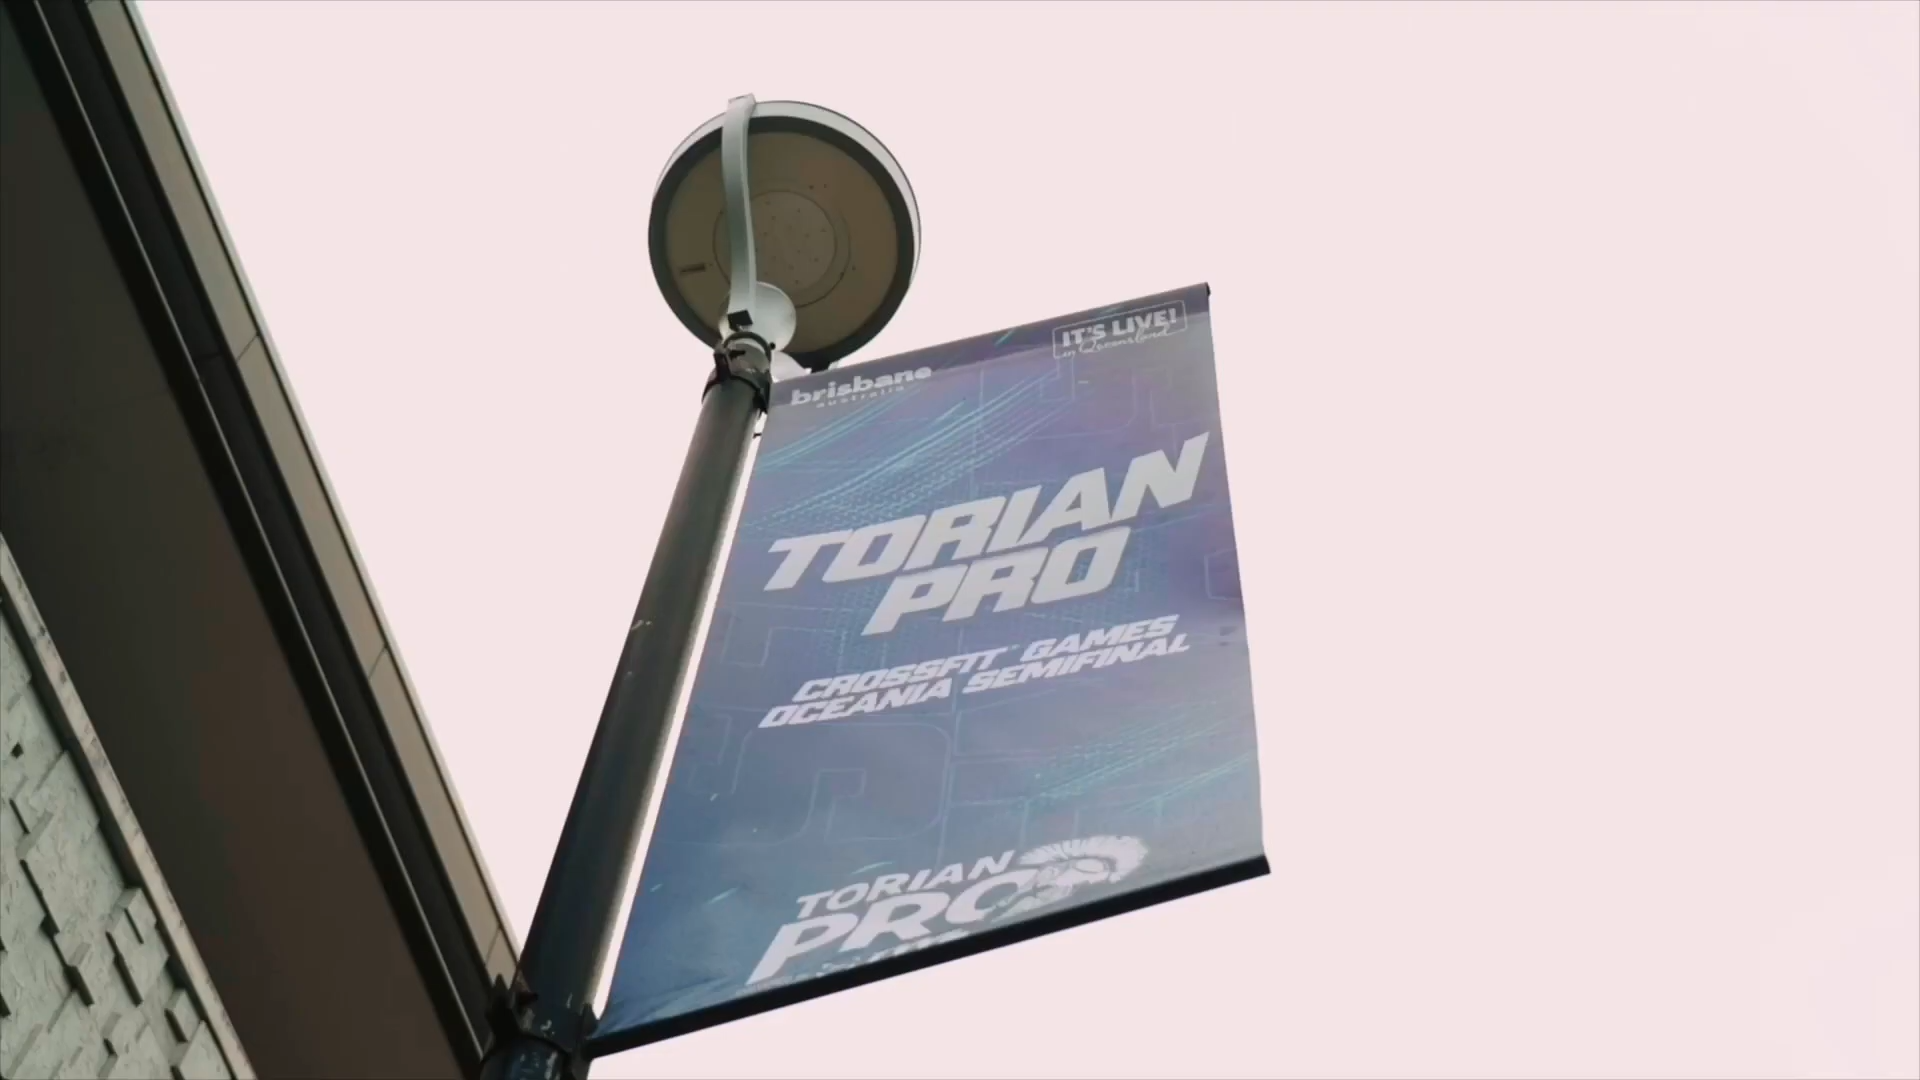 IT'S LIVE!
in Queensland
brisbane
australia
TORIAN
PRO
CROSSFIT GAMES
OCEANIA SEMIFINAL
TORIAN
PRO